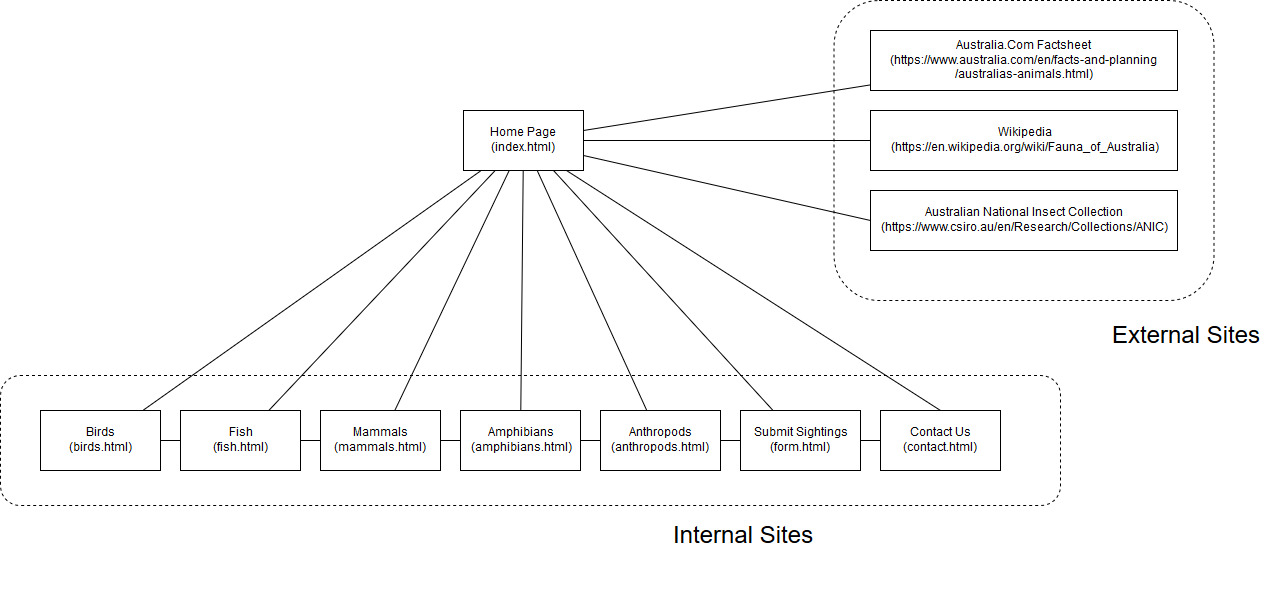 Australia.Com Factsheet
(https://www.australia.com/en/facts-and-planning
/australias-animals.html)
Home Page
(index.html)
Wikipedia
(https://en.wikipedia.org/wiki/Fauna_of_Australia)
Australian National Insect Collection
(https://www.csiro.au/en/Research/Collections/ANIC)
External Sites
Birds
(birds.html)
Fish
(fish.html)
Mammals
(mammals.html)
Amphibians
(amphibians.html)
Anthropods
(anthropods.html)
Submit Sightings
(form.html)
Contact Us
(contact.html)
Internal Sites